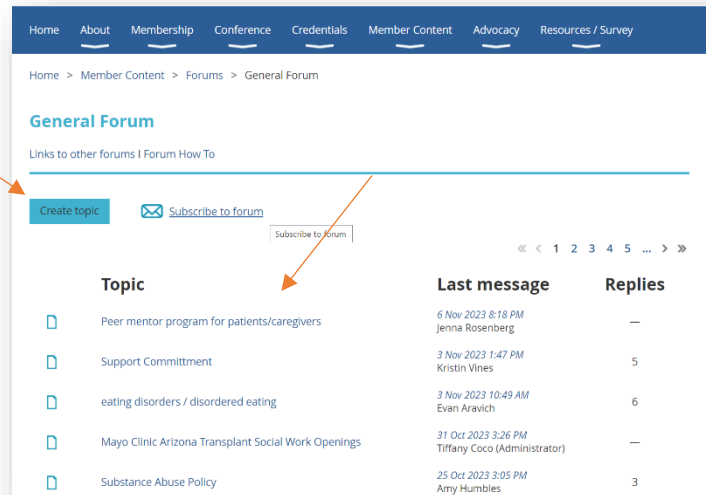 Home About Membership Conference Credentials Member Content Advocacy Resources / Survey
Home > Member Content > Forums > General Forum
General Forum
Links to other forums I Forum How To
Create topic Subscribe to forum
Subscribe to forum
« < 1 2 3 4 5 ... > »
Topic Last message Replies
Peer mentor program for patients/caregivers 6 Nov 2023 8:18 PM —
Jenna Rosenberg
Support Committment 3 Nov 2023 1:47 PM 5
Kristin Vines
eating disorders / disordered eating 3 Nov 2023 10:49 AM 6
Evan Aravich
Mayo Clinic Arizona Transplant Social Work Openings 31 Oct 2023 3:26 PM —
Tiffany Coco (Administrator)
Substance Abuse Policy 25 Oct 2023 3:05 PM 3
Amy Humbles